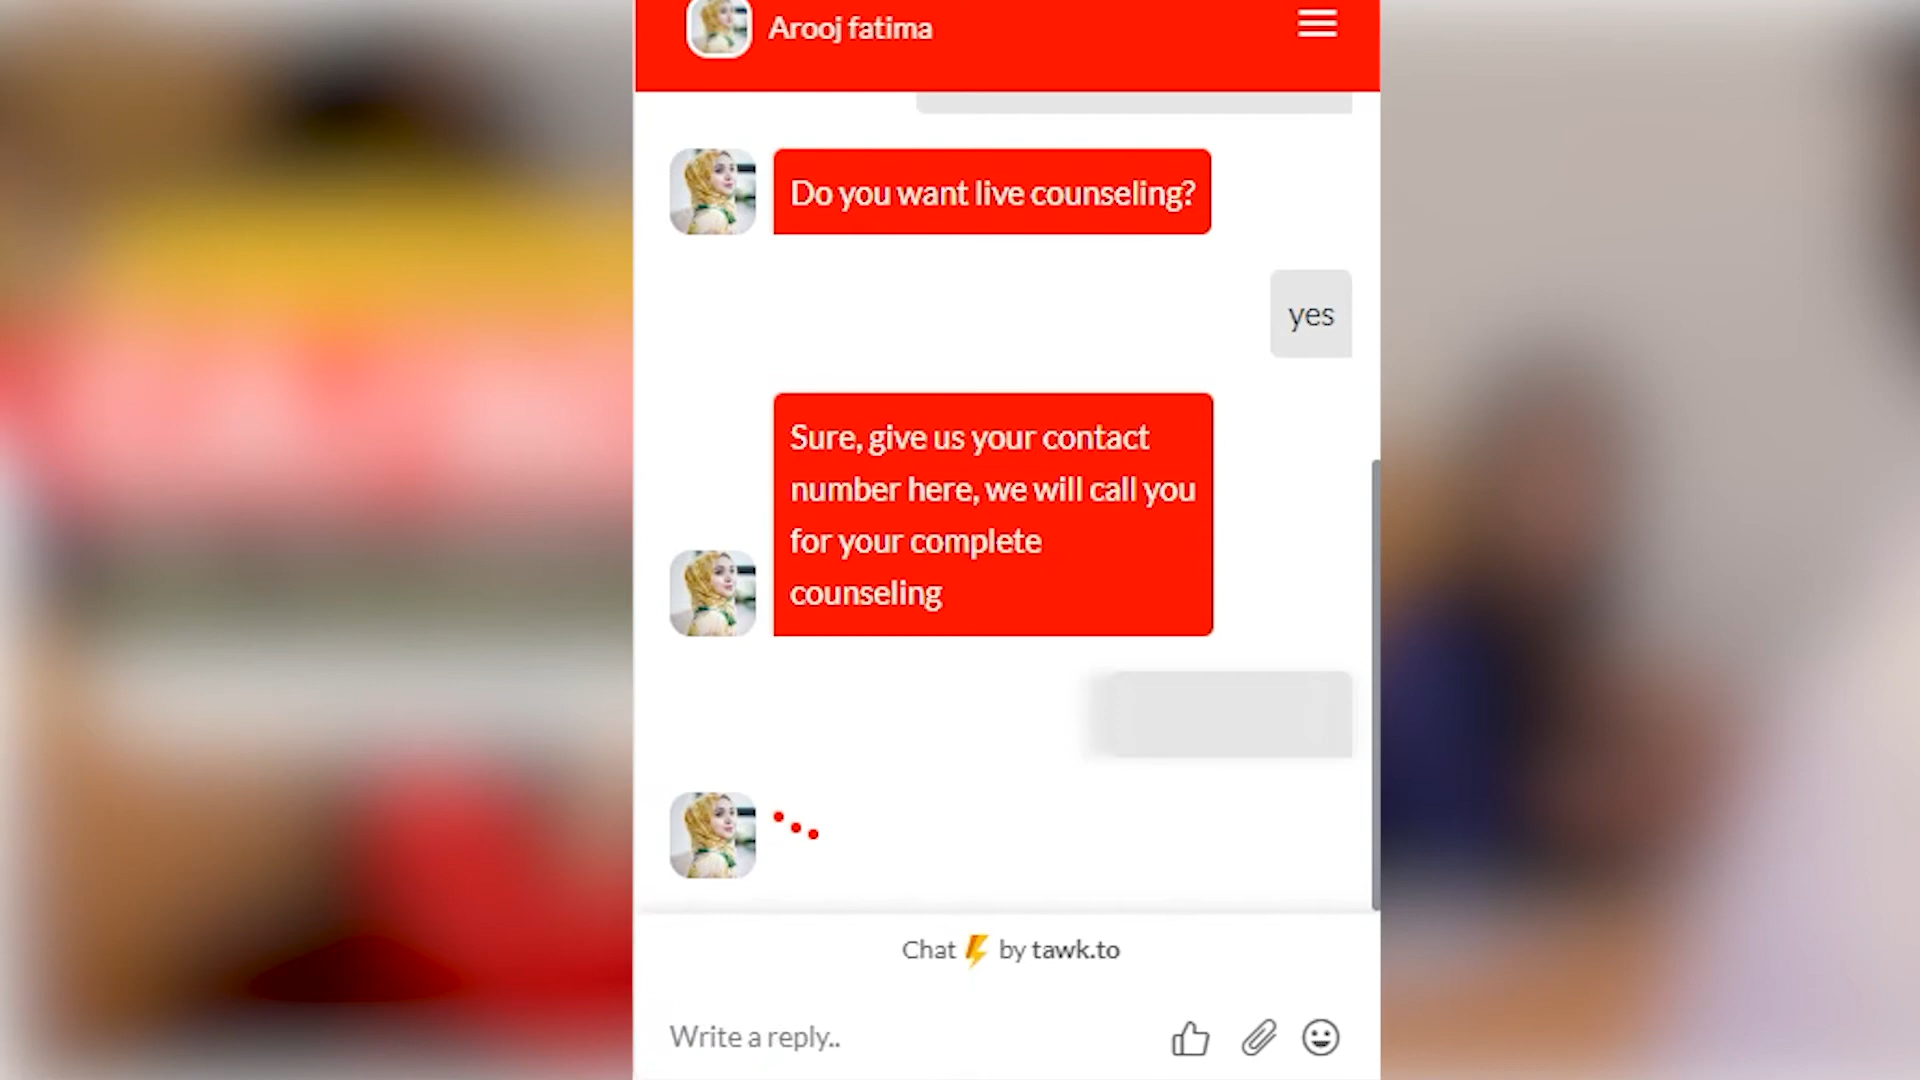 Arooj fatima
Do you want live counseling?
yes
Sure, give us your contact
number here, we will call you
for your complete
counseling
Chat by tawk.to
Write a reply..